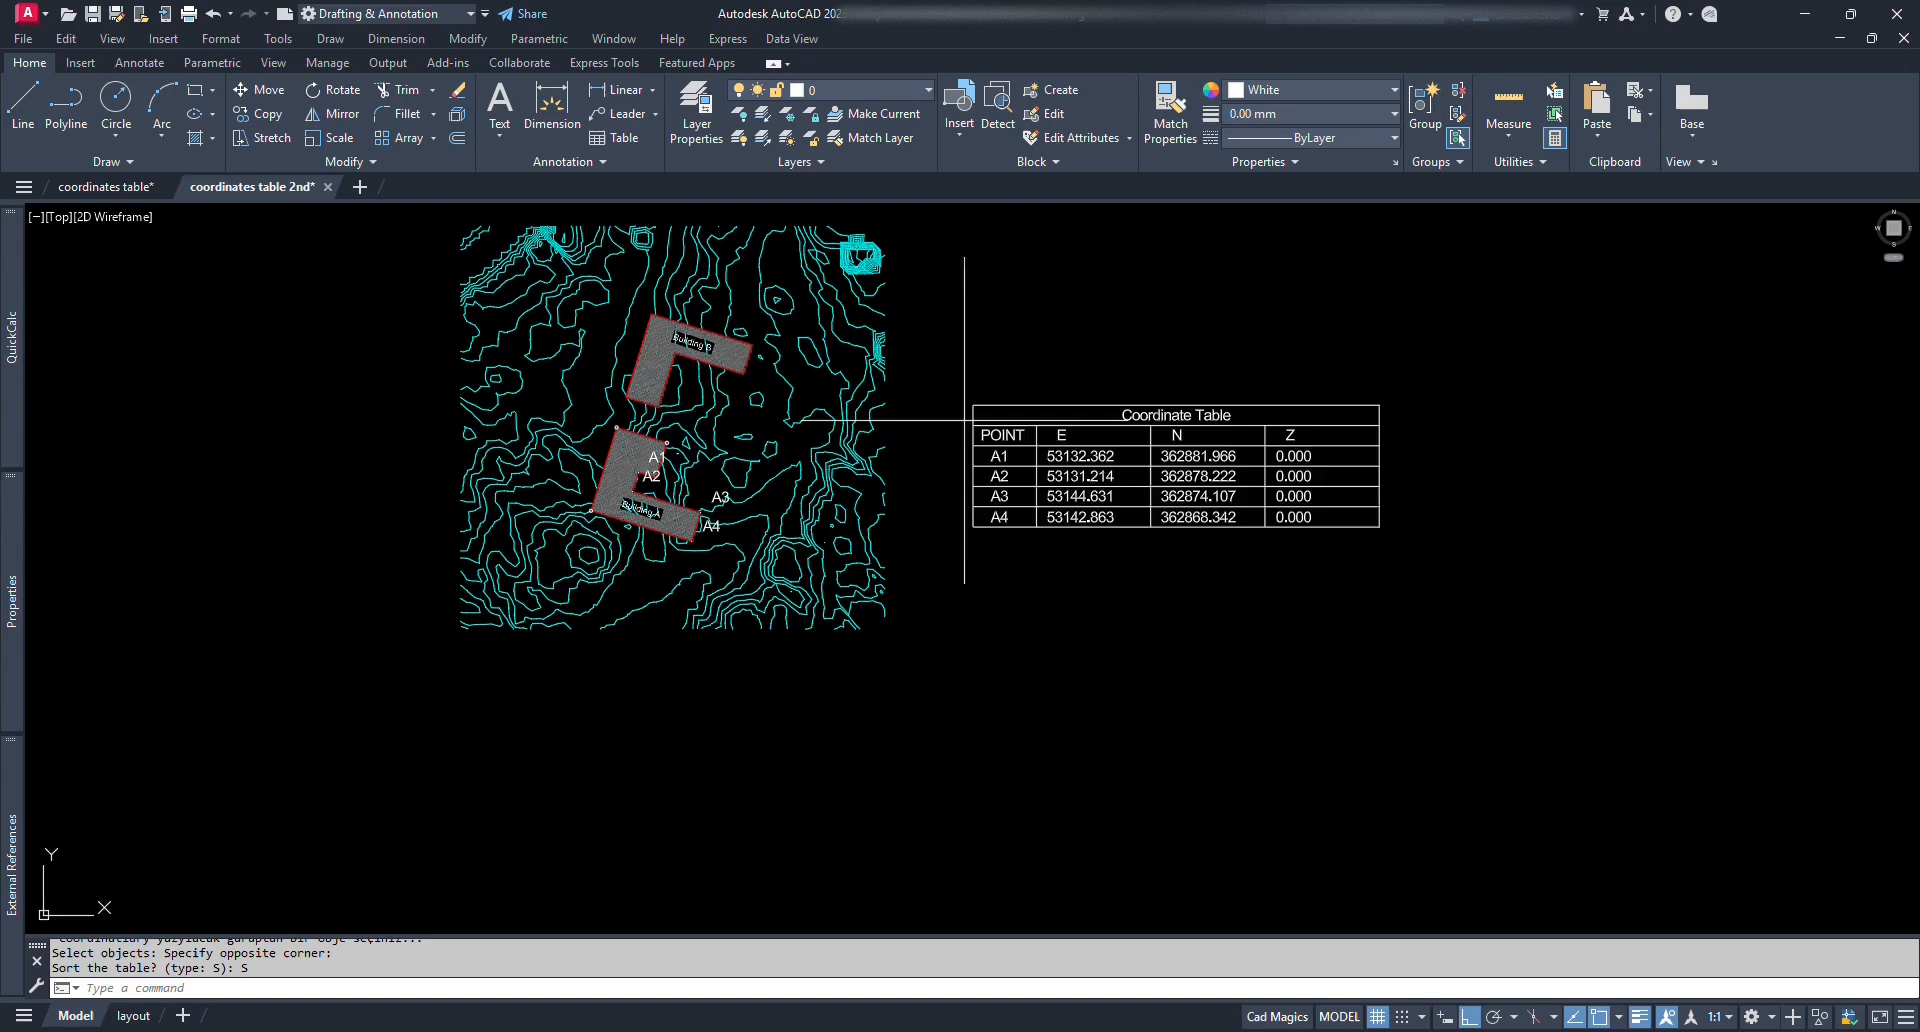 A Drafting & Annotation Share Autodesk AutoCAD
File Edit View Insert Format Tools Draw Dimension Modify Parametric Window Help Express Data View
Home Insert Annotate Parametric View Manage Output Add-ins Collaborate Express Tools Featured Apps
Line Polyline Circle Arc
Move Rotate Trim
Copy Mirror Fillet
Stretch Scale Array
Draw Modify
Text Dimension
Linear
Leader
Table
Annotation
Layer Properties
0
Make Current
Match Layer
Layers
Insert Detect
Create
Edit
Edit Attributes
Block
Match Properties
White
0.00 mm
ByLayer
Properties
Group
Groups
Measure
Utilities
Paste
Clipboard
Base
View
coordinates table* coordinates table 2nd*
[−][Top][2D Wireframe]
N
W E
S
QuickCalc
Properties
External References
Building B
A1
A2
A3
Building A
A4
Coordinate Table
POINT E N Z
A1 53132.362 362881.966 0.000
A2 53131.214 362878.222 0.000
A3 53144.631 362874.107 0.000
A4 53142.863 362868.342 0.000
Y
X
Select objects: Specify opposite corner:
Sort the table? (type: S): S
Type a command
Model layout Cad Magics MODEL 1:1